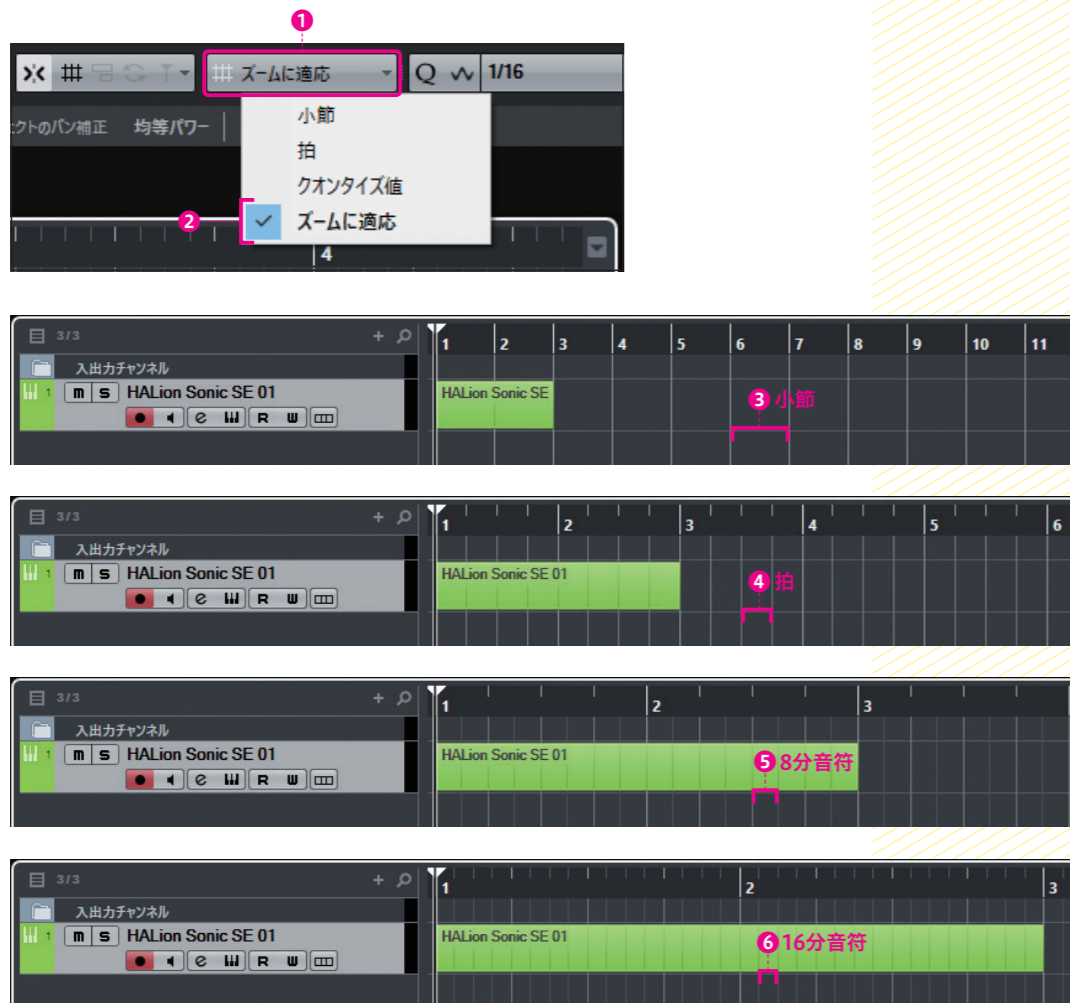 ❶
ズームに適応
Q 1/16
クトのパン補正 均等パワー
小節
拍
クオンタイズ値
❷ ✓ ズームに適応
4
3/3 + 1 2 3 4 5 6 7 8 9 10 11
入出力チャンネル
1 m s HALion Sonic SE 01
HALion Sonic SE
❸ 小節
e R W
3/3 + 1 2 3 4 5 6
入出力チャンネル
1 m s HALion Sonic SE 01
HALion Sonic SE 01
❹ 拍
e R W
3/3 + 1 2 3
入出力チャンネル
1 m s HALion Sonic SE 01
HALion Sonic SE 01
❺ 8分音符
e R W
3/3 + 1 2 3
入出力チャンネル
1 m s HALion Sonic SE 01
HALion Sonic SE 01
❻ 16分音符
e R W